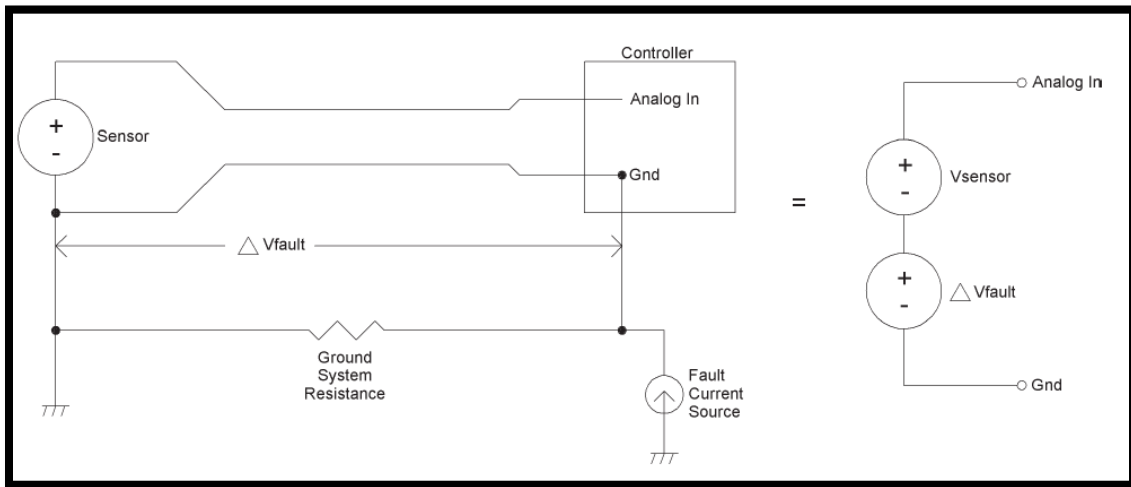 Controller
Analog In
+
-
Sensor
Gnd
△ Vfault
Ground
System
Resistance
Fault
Current
Source
=
Analog In
+
-
Vsensor
+
-
△ Vfault
Gnd